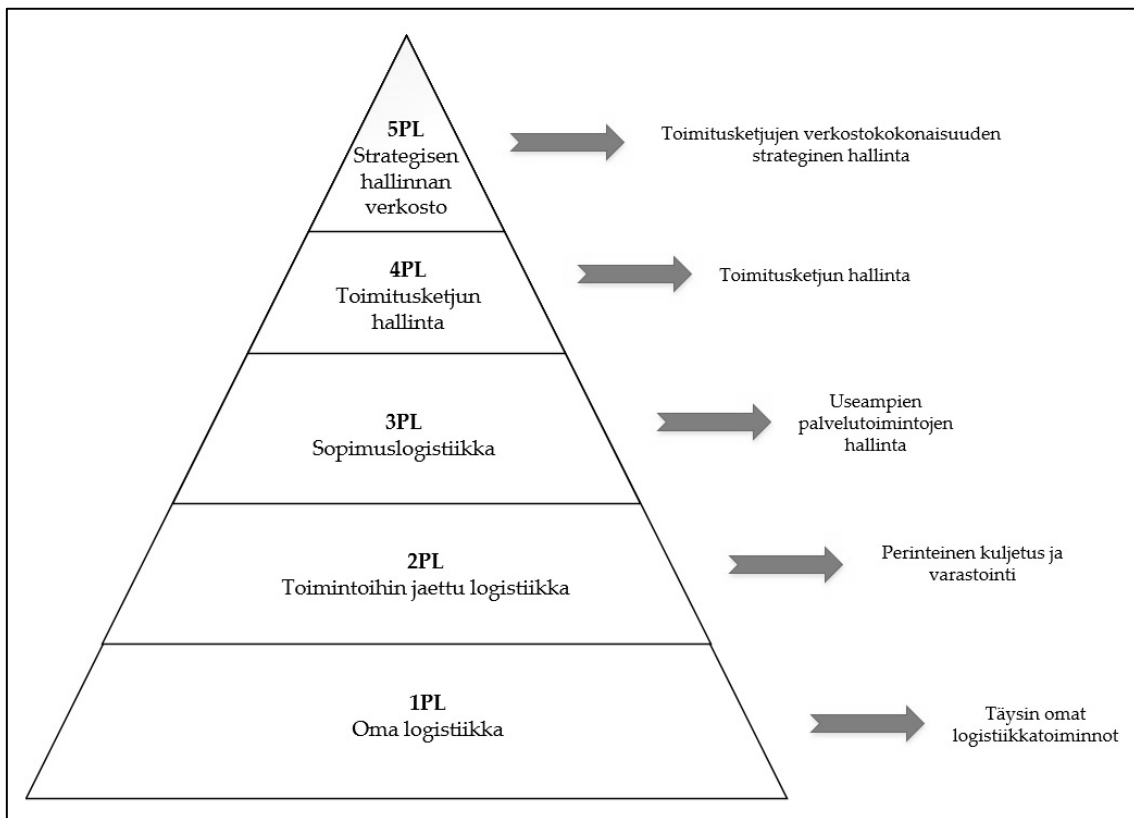 5PL
Strategisen
hallinnan
verkosto
Toimitusketjujen verkostokokonaisuuden
strateginen hallinta
4PL
Toimitusketjun
hallinta
Toimitusketjun hallinta
3PL
Sopimuslogistiikka
Useampien
palvelutoimintojen
hallinta
2PL
Toimintoihin jaettu logistiikka
Perinteinen kuljetus ja
varastointi
1PL
Oma logistiikka
Täysin omat
logistiikkatoiminnot